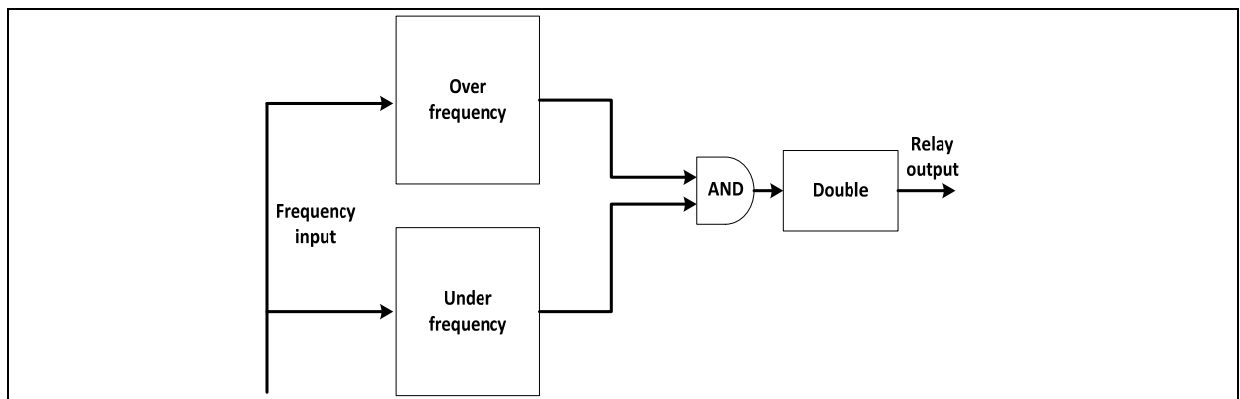 Over
frequency
Frequency
input
Under
frequency
AND
Double
Relay
output